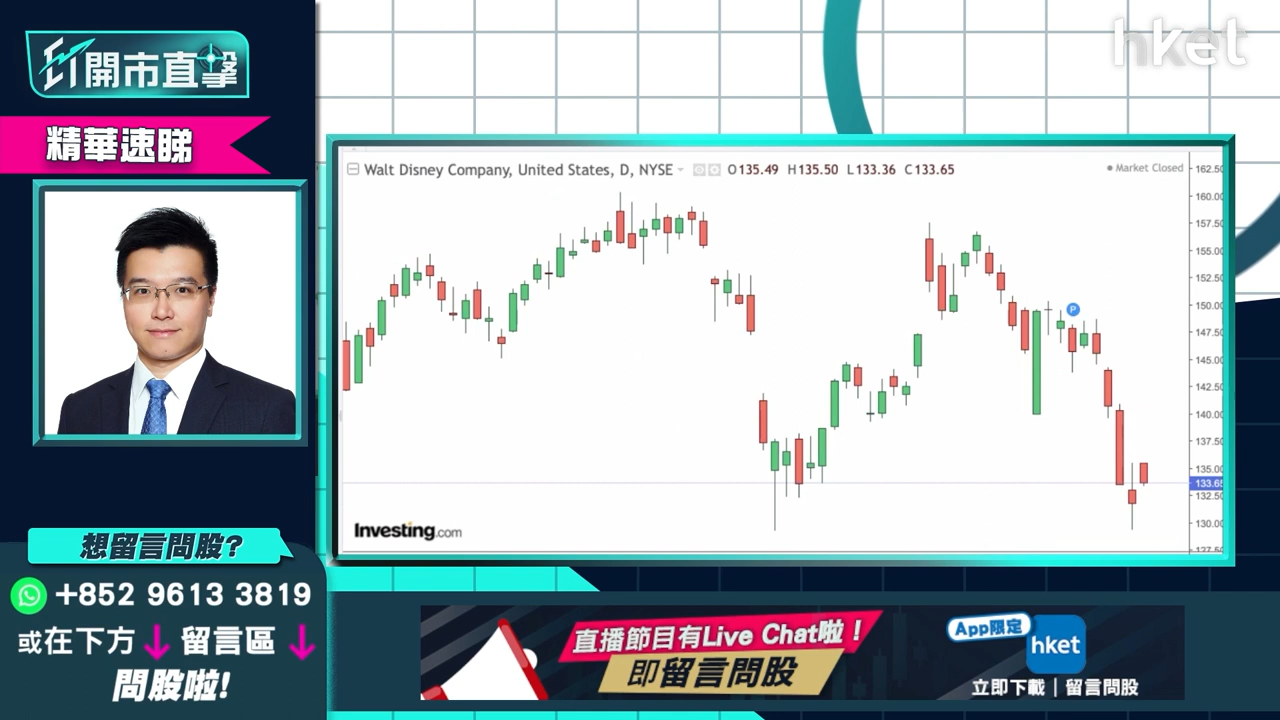 ET開市直擊
hket
精華速睇
Walt Disney Company, United States, D, NYSE O135.49 H135.50 L133.36 C133.65
Market Closed
162.50
160.00
157.50
155.00
152.50
150.00
147.50
145.00
142.50
140.00
137.50
135.00
133.65
132.50
130.00
127.50
P
Investing.com
想留言問股?
+852 9613 3819
或在下方↓留言區↓
問股啦!
直播節目有Live Chat啦！
即留言問股
App限定
hket
立即下載｜留言問股